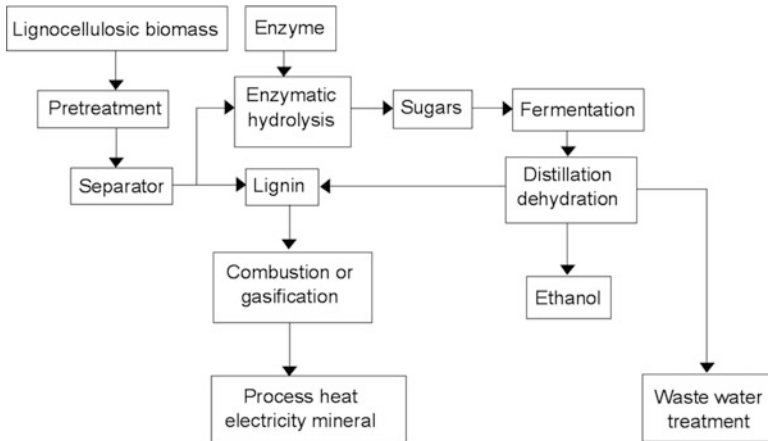 Lignocellulosic biomass
Enzyme
Pretreatment
Enzymatic
hydrolysis
Sugars
Fermentation
Separator
Lignin
Distillation
dehydration
Combustion or
gasification
Ethanol
Process heat
electricity mineral
Waste water
treatment